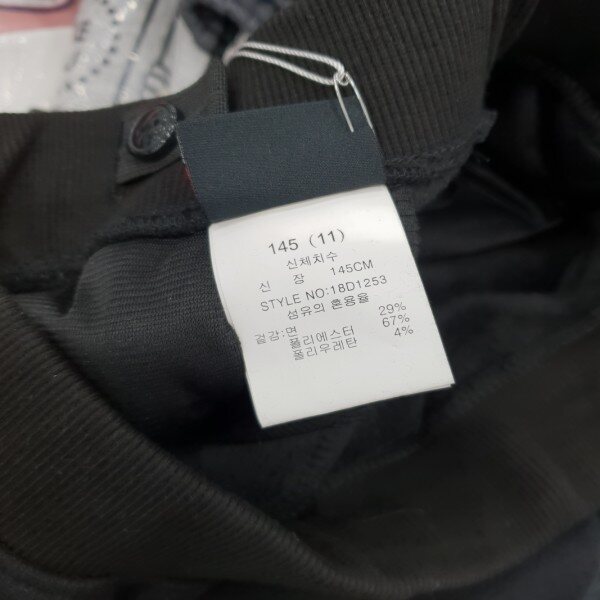 145 (11)
신체치수
신 장 145CM
STYLE NO:18D1253
섬유의 혼용율
겉감:면 29%
폴리에스터 67%
폴리우레탄 4%